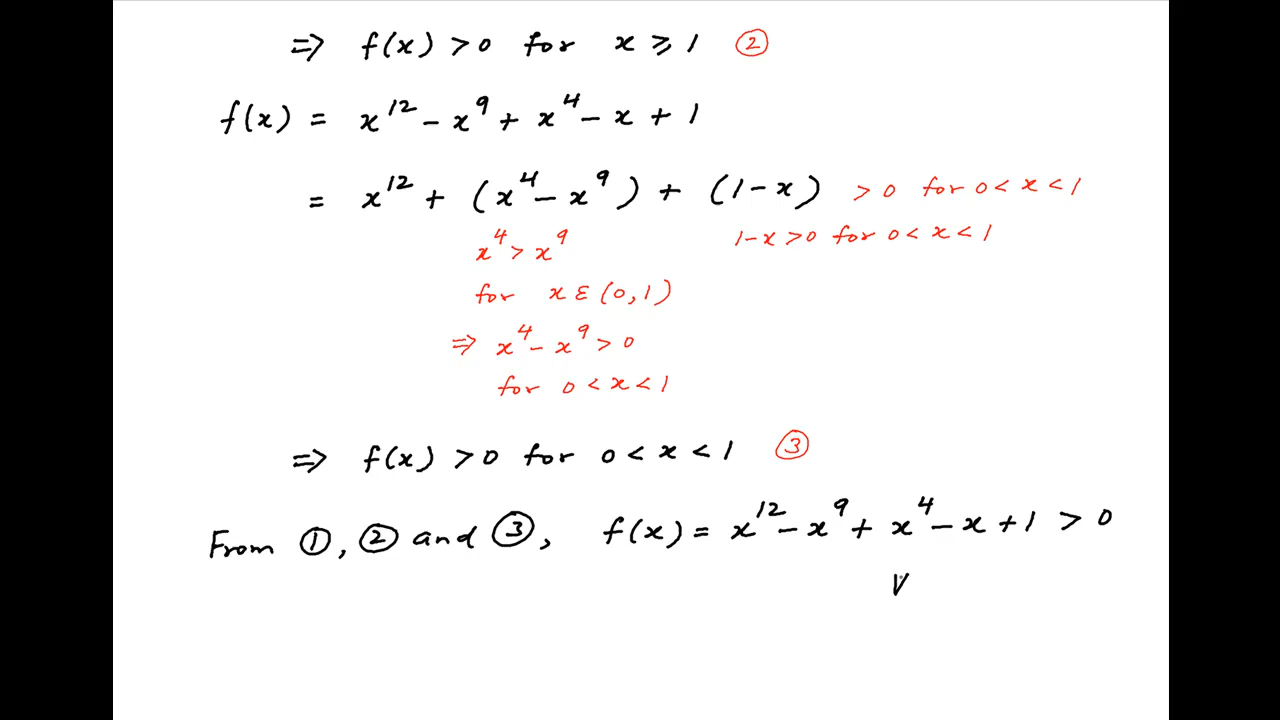 ⇒ f(x) > 0 for x ⩾ 1 ②
f(x) = x¹² − x⁹ + x⁴ − x + 1
= x¹² + (x⁴ − x⁹) + (1 − x) > 0 for 0 < x < 1
x⁴ > x⁹ 1 − x > 0 for 0 < x < 1
for x ε (0, 1)
⇒ x⁴ − x⁹ > 0
for 0 < x < 1
⇒ f(x) > 0 for 0 < x < 1 ③
From ①, ② and ③, f(x) = x¹² − x⁹ + x⁴ − x + 1 > 0